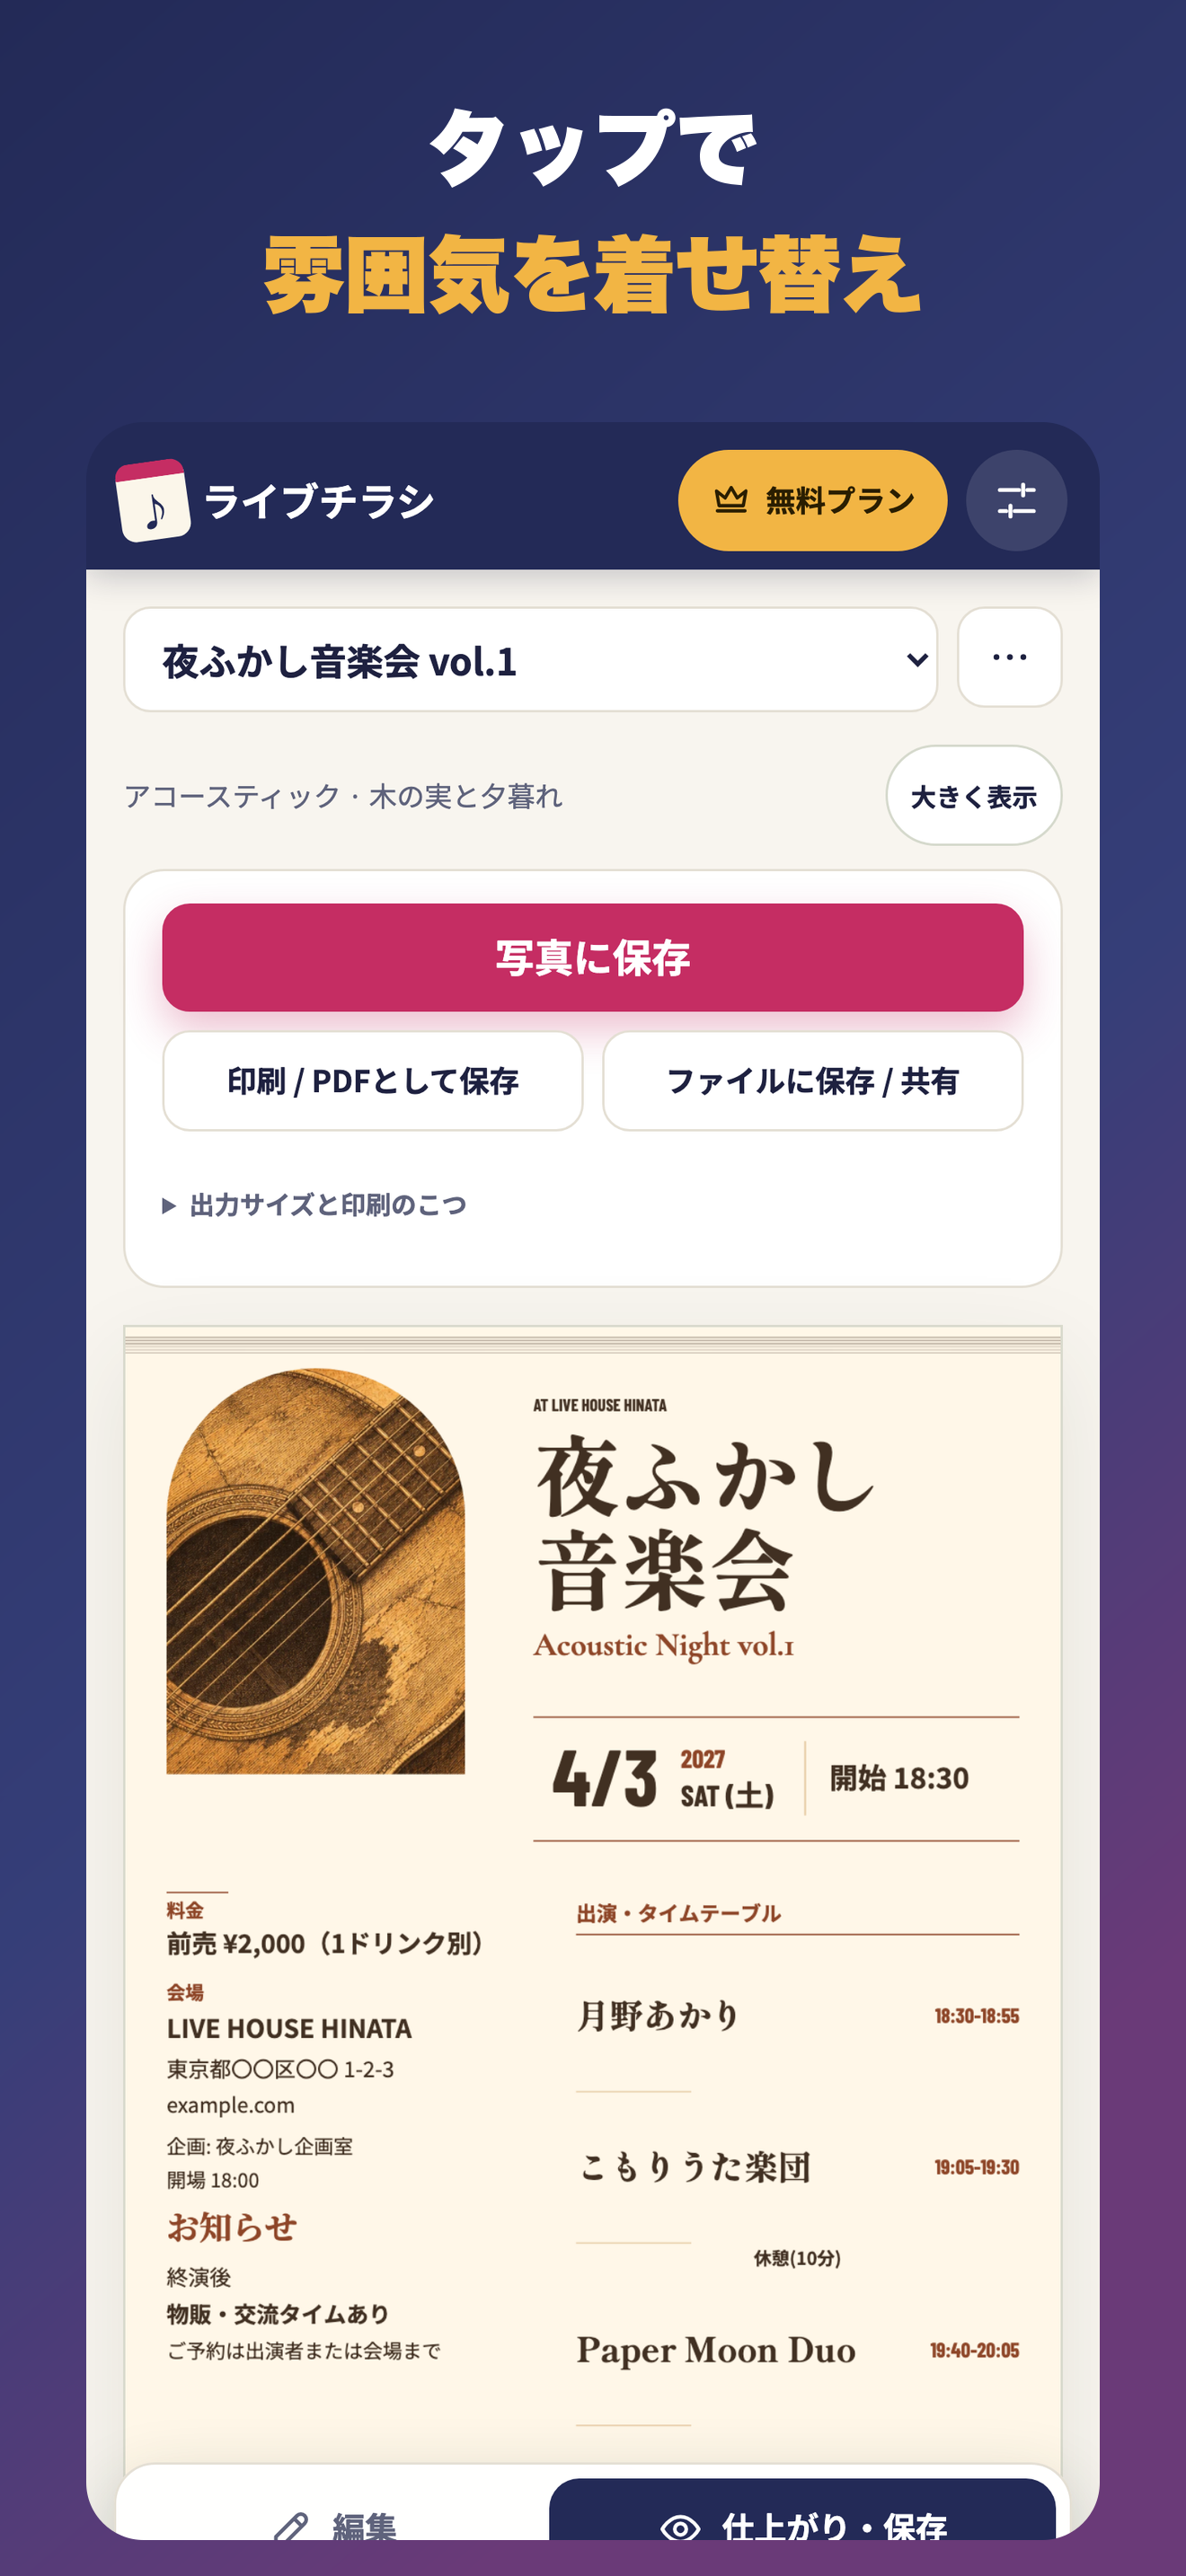 タップで
雰囲気を着せ替え
ライブチラシ
無料プラン
夜ふかし音楽会 vol.1
アコースティック · 木の実と夕暮れ
大きく表示
写真に保存
印刷 / PDFとして保存
ファイルに保存 / 共有
出力サイズと印刷のこつ
AT LIVE HOUSE HINATA
夜ふかし
音楽会
Acoustic Night vol.1
4/3
2027
SAT (土)
開始 18:30
料金
前売 ¥2,000（1ドリンク別）
会場
LIVE HOUSE HINATA
東京都〇〇区〇〇 1-2-3
example.com
企画: 夜ふかし企画室
開場 18:00
お知らせ
終演後
物販・交流タイムあり
ご予約は出演者または会場まで
出演・タイムテーブル
月野あかり 18:30-18:55
こもりうた楽団 19:05-19:30
休憩(10分)
Paper Moon Duo 19:40-20:05
編集
仕上がり・保存